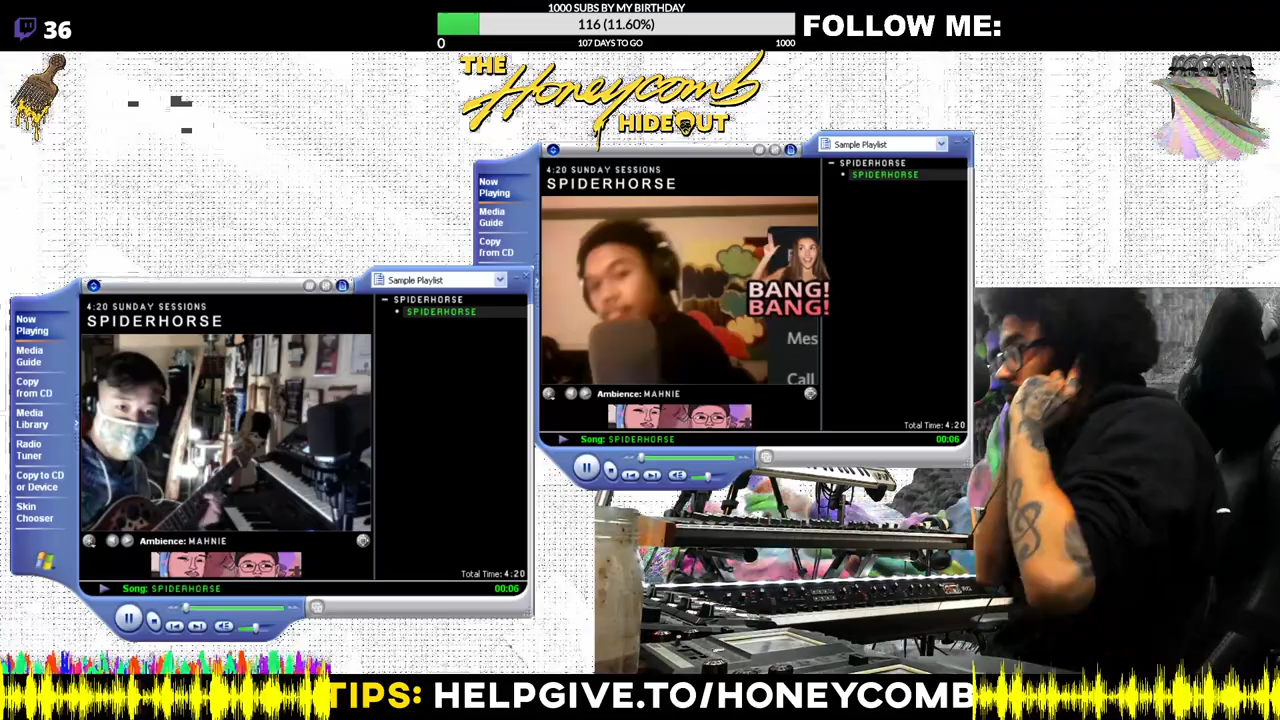 36
1000 SUBS BY MY BIRTHDAY
116 (11.60%)
0
107 DAYS TO GO
1000
FOLLOW ME:
THE
Honeycomb
HIDEOUT
Sample Playlist
4:20 SUNDAY SESSIONS
SPIDERHORSE
SPIDERHORSE
SPIDERHORSE
Now
Playing
Media
Guide
Copy
from CD
BANG!
BANG!
Mes
Call
Ambience: MAHNIE
Total Time: 4:20
Song: SPIDERHORSE
00:06
Sample Playlist
4:20 SUNDAY SESSIONS
SPIDERHORSE
SPIDERHORSE
SPIDERHORSE
Now
Playing
Media
Guide
Copy
from CD
Media
Library
Radio
Tuner
Copy to CD
or Device
Skin
Chooser
Ambience: MAHNIE
Total Time: 4:20
Song: SPIDERHORSE
00:06
TIPS: HELPGIVE.TO/HONEYCOMB